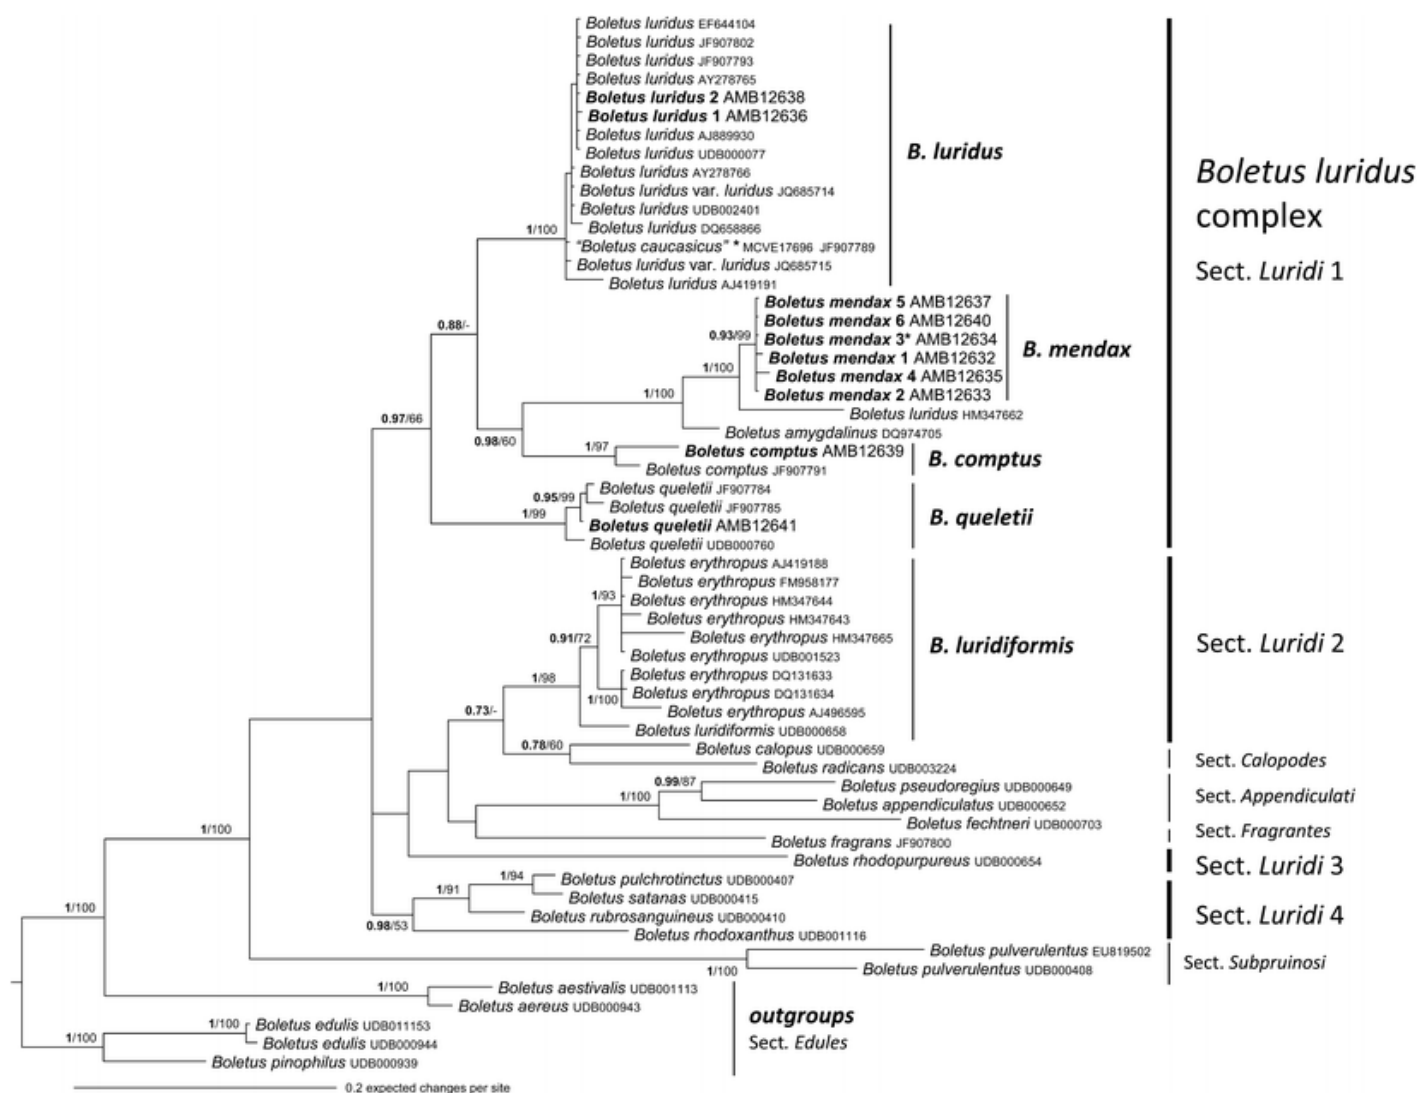 Boletus luridus EF644104
Boletus luridus JF907802
Boletus luridus JF907793
Boletus luridus AY278765
Boletus luridus 2 AMB12638
Boletus luridus 1 AMB12636
Boletus luridus AJ889930
Boletus luridus UDB000077
B. luridus
Boletus luridus AY278766
Boletus luridus var. luridus JQ685714
Boletus luridus UDB002401
Boletus luridus DQ658866
1/100
"Boletus caucasicus" * MCVE17696 JF907789
Boletus luridus var. luridus JQ685715
Boletus luridus AJ419191
Boletus luridus
complex
Sect. Luridi 1
Boletus mendax 5 AMB12637
Boletus mendax 6 AMB12640
0.88/-
0.93/99
Boletus mendax 3* AMB12634
Boletus mendax 1 AMB12632
B. mendax
1/100
Boletus mendax 4 AMB12635
Boletus mendax 2 AMB12633
1/100
Boletus luridus HM347662
0.97/66
Boletus amygdalinus DQ974705
0.98/60
1/97
Boletus comptus AMB12639
Boletus comptus JF907791
B. comptus
Boletus queletii JF907784
0.95/99
Boletus queletii JF907785
1/99
Boletus queletii AMB12641
Boletus queletii UDB000760
B. queletii
Boletus erythropus AJ419188
Boletus erythropus FM958177
1/93
Boletus erythropus HM347644
Boletus erythropus HM347643
0.91/72
Boletus erythropus HM347665
Boletus erythropus UDB001523
B. luridiformis
Sect. Luridi 2
1/98
Boletus erythropus DQ131633
Boletus erythropus DQ131634
1/100
Boletus erythropus AJ496595
0.73/-
Boletus luridiformis UDB000658
0.78/60
Boletus calopus UDB000659
Boletus radicans UDB003224
Sect. Calopodes
0.99/87
Boletus pseudoregius UDB000649
1/100
Boletus appendiculatus UDB000652
Boletus fechtneri UDB000703
Sect. Appendiculati
Boletus fragrans JF907800
Sect. Fragrantes
1/100
Boletus rhodopurpureus UDB000654
Sect. Luridi 3
1/94
Boletus pulchrotinctus UDB000407
1/91
Boletus satanas UDB000415
Boletus rubrosanguineus UDB000410
1/100
0.98/53
Boletus rhodoxanthus UDB001116
Sect. Luridi 4
Boletus pulverulentus EU819502
1/100
Boletus pulverulentus UDB000408
Sect. Subpruinosi
1/100
Boletus aestivalis UDB001113
Boletus aereus UDB000943
1/100
Boletus edulis UDB011153
1/100
Boletus edulis UDB000944
Boletus pinophilus UDB000939
outgroups
Sect. Edules
0.2 expected changes per site